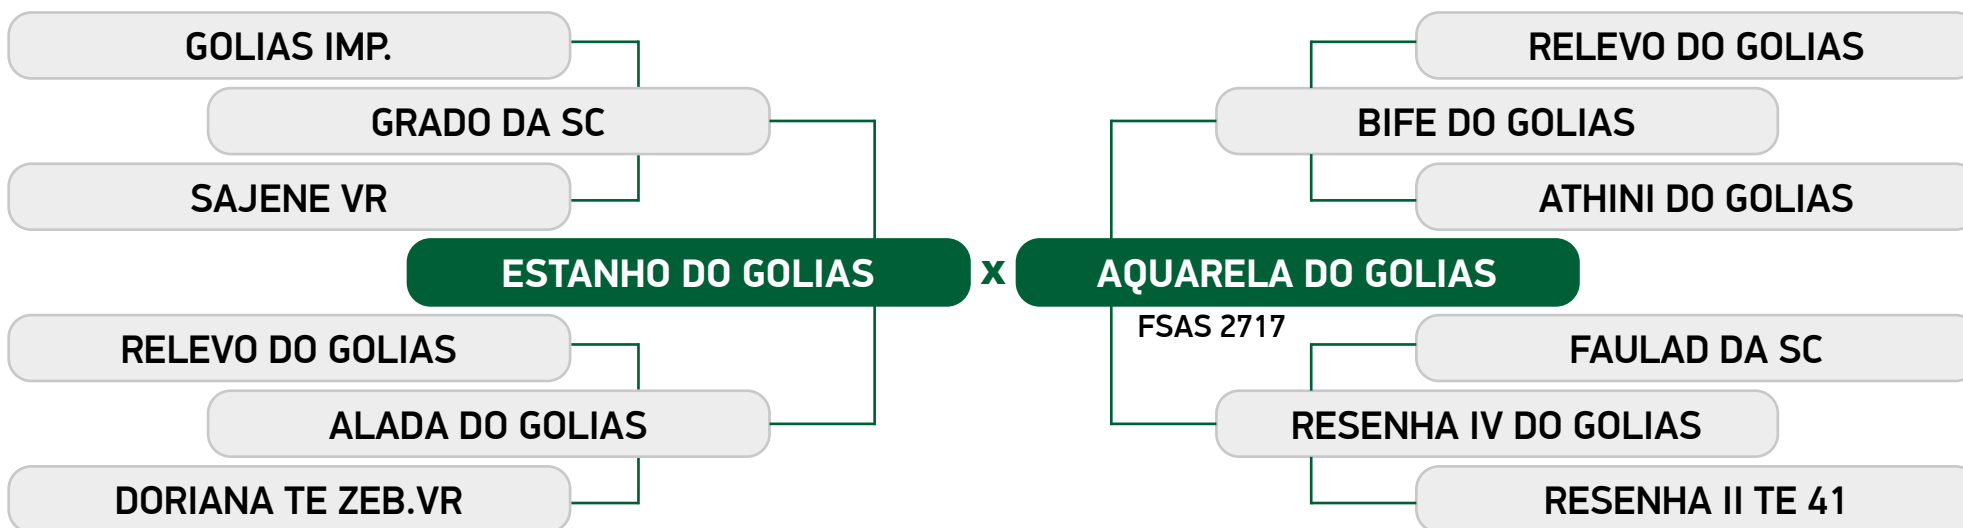 GOLIAS IMP.
GRADO DA SC
SAJENE VR
ESTANHO DO GOLIAS
RELEVO DO GOLIAS
ALADA DO GOLIAS
DORIANA TE ZEB.VR
x
RELEVO DO GOLIAS
BIFE DO GOLIAS
ATHINI DO GOLIAS
AQUARELA DO GOLIAS
FSAS 2717
FAULAD DA SC
RESENHA IV DO GOLIAS
RESENHA II TE 41